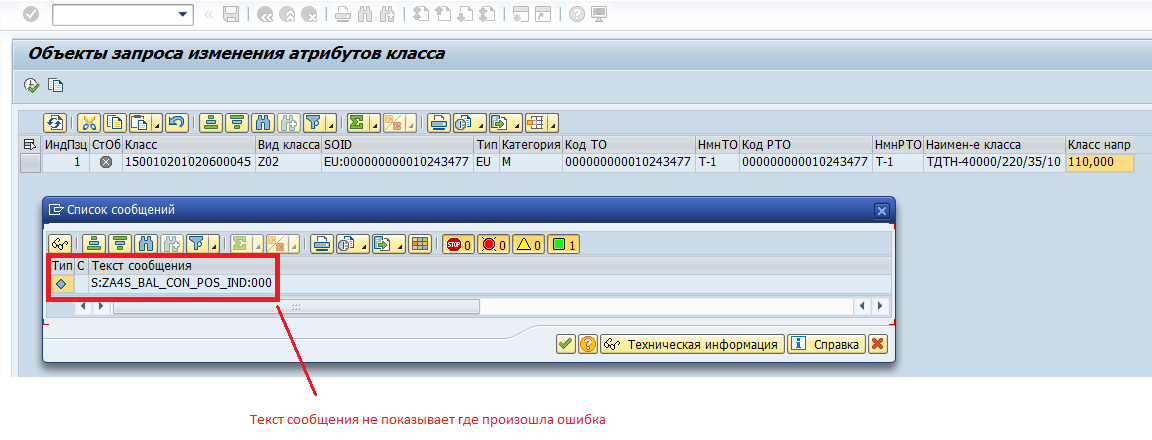 Объекты запроса изменения атрибутов класса
ИндПзц СтОб Класс Вид класса SOID Тип Категория Код ТО НмнТО Код РТО НмнРТО Наимен-е класса Класс напр
1 150010201020600045 Z02 EU:000000000010243477 EU M 000000000010243477 Т-1 000000000010243477 Т-1 ТДТН-40000/220/35/10 110,000
Список сообщений
STOP 0 0 0 1
Тип С Текст сообщения
S:ZA4S_BAL_CON_POS_IND:000
Техническая информация Справка
Текст сообщения не показывает где произошла ошибка